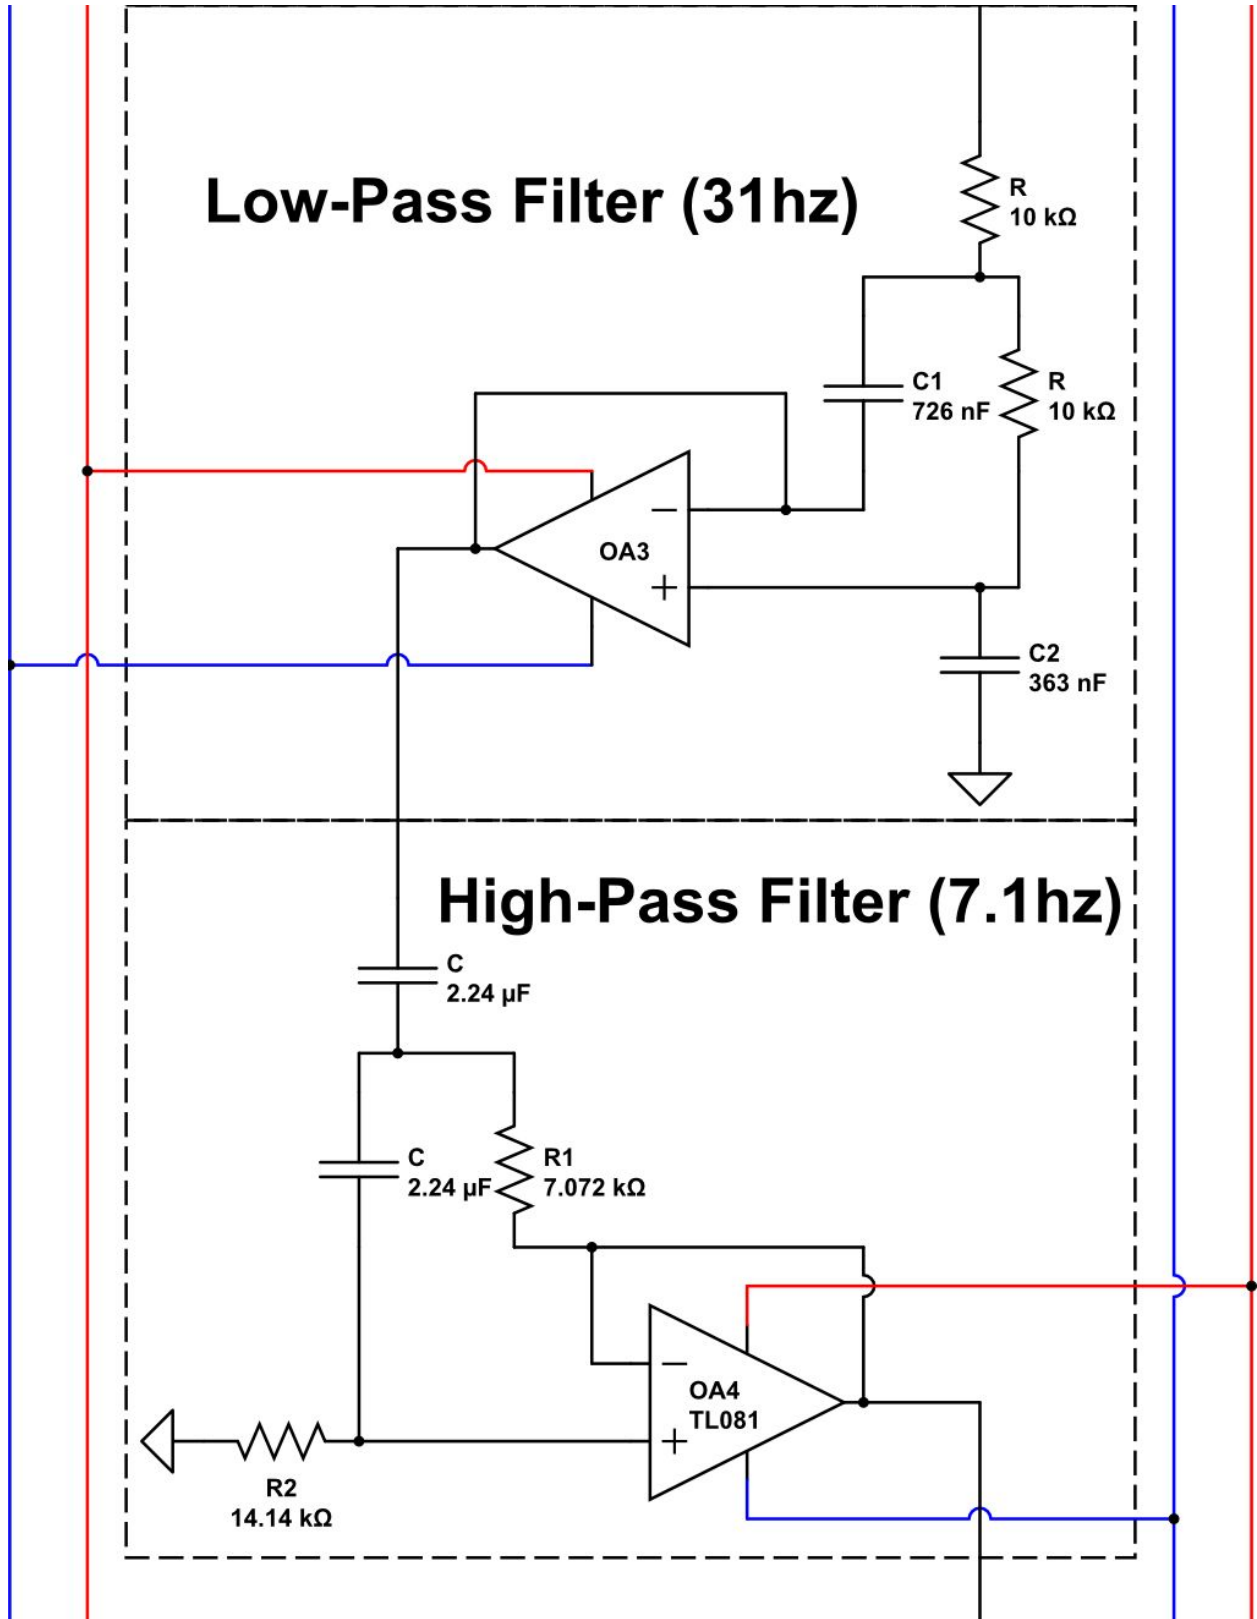 Low-Pass Filter (31hz)
R
10 kΩ
C1
726 nF
R
10 kΩ
−
OA3
+
C2
363 nF
High-Pass Filter (7.1hz)
C
2.24 µF
C
2.24 µF
R1
7.072 kΩ
−
OA4
TL081
+
R2
14.14 kΩ